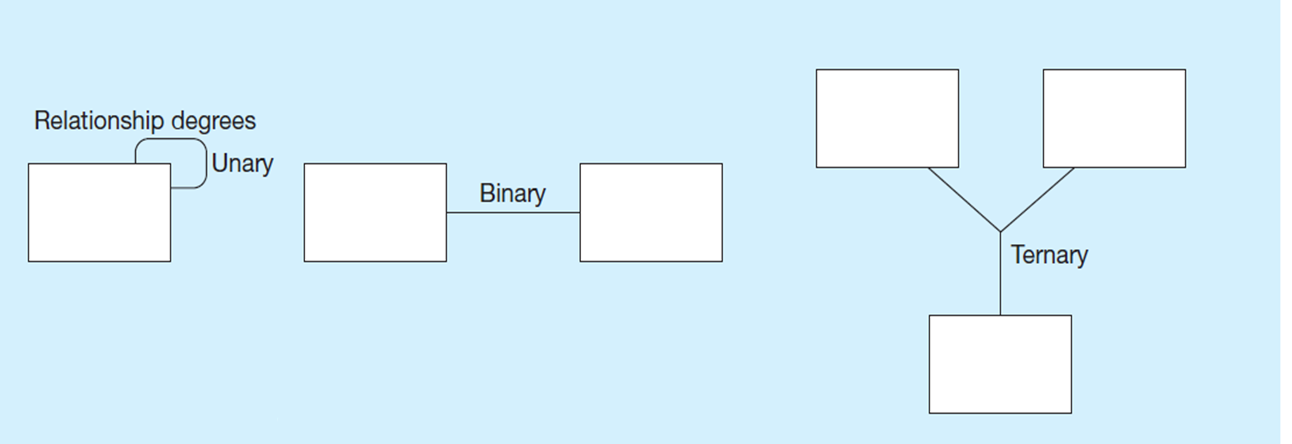 Relationship degrees
Unary
Binary
Ternary